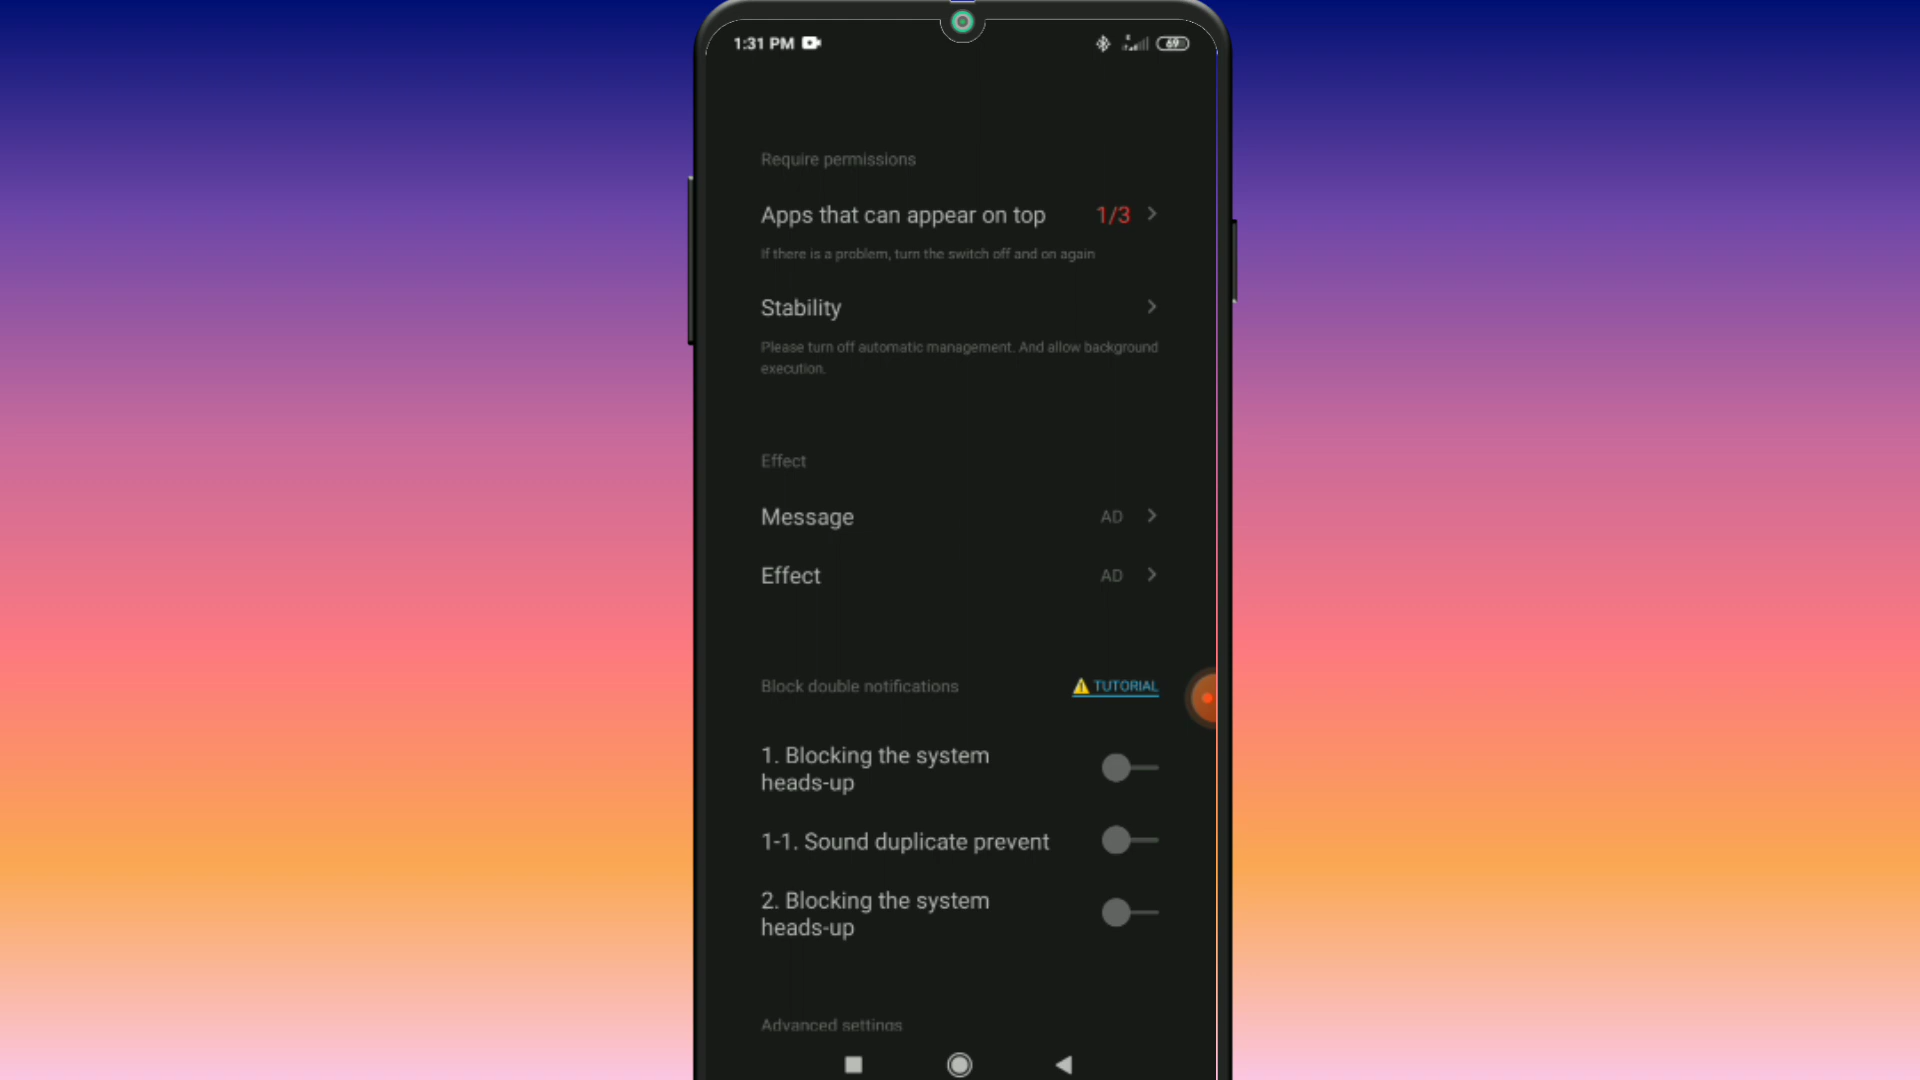 1:31 PM
69
Require permissions
Apps that can appear on top 1/3
If there is a problem, turn the switch off and on again
Stability
Please turn off automatic management. And allow background
execution.
Effect
Message AD
Effect AD
Block double notifications ⚠ TUTORIAL
1. Blocking the system
heads-up
1-1. Sound duplicate prevent
2. Blocking the system
heads-up
Advanced settings